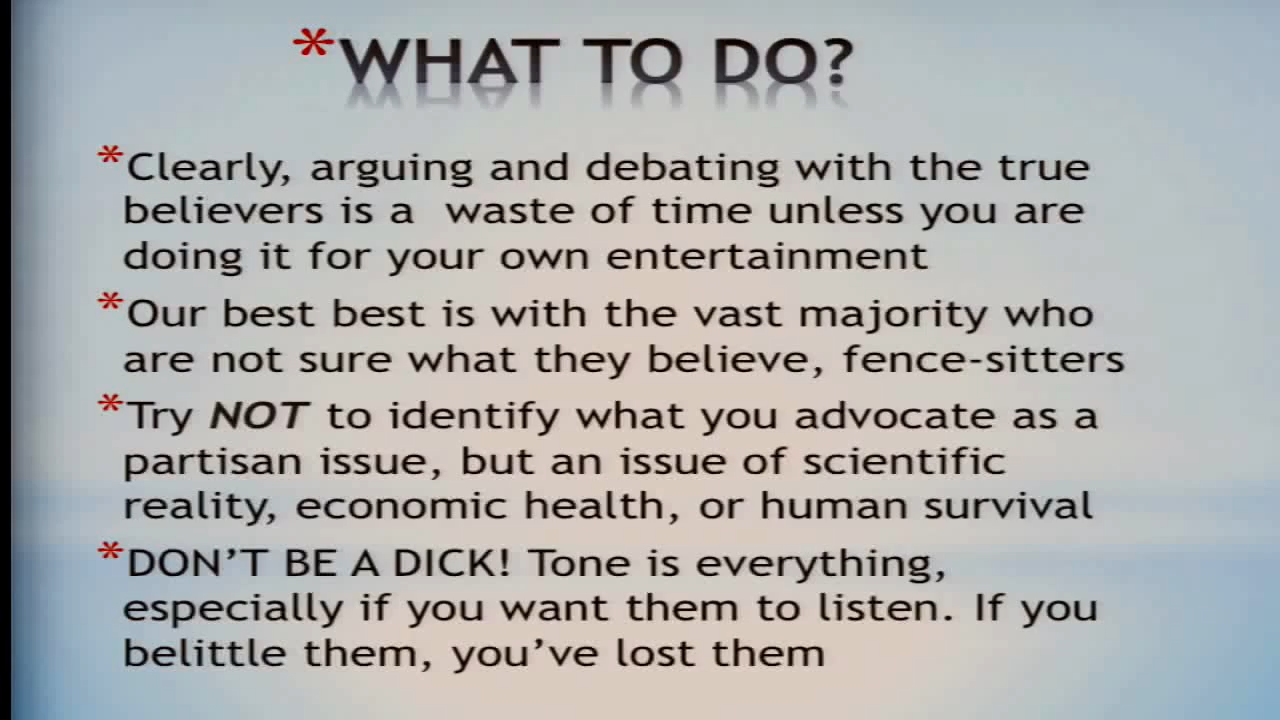 *WHAT TO DO?
*Clearly, arguing and debating with the true
believers is a waste of time unless you are
doing it for your own entertainment
*Our best best is with the vast majority who
are not sure what they believe, fence-sitters
*Try NOT to identify what you advocate as a
partisan issue, but an issue of scientific
reality, economic health, or human survival
*DON'T BE A DICK! Tone is everything,
especially if you want them to listen. If you
belittle them, you've lost them